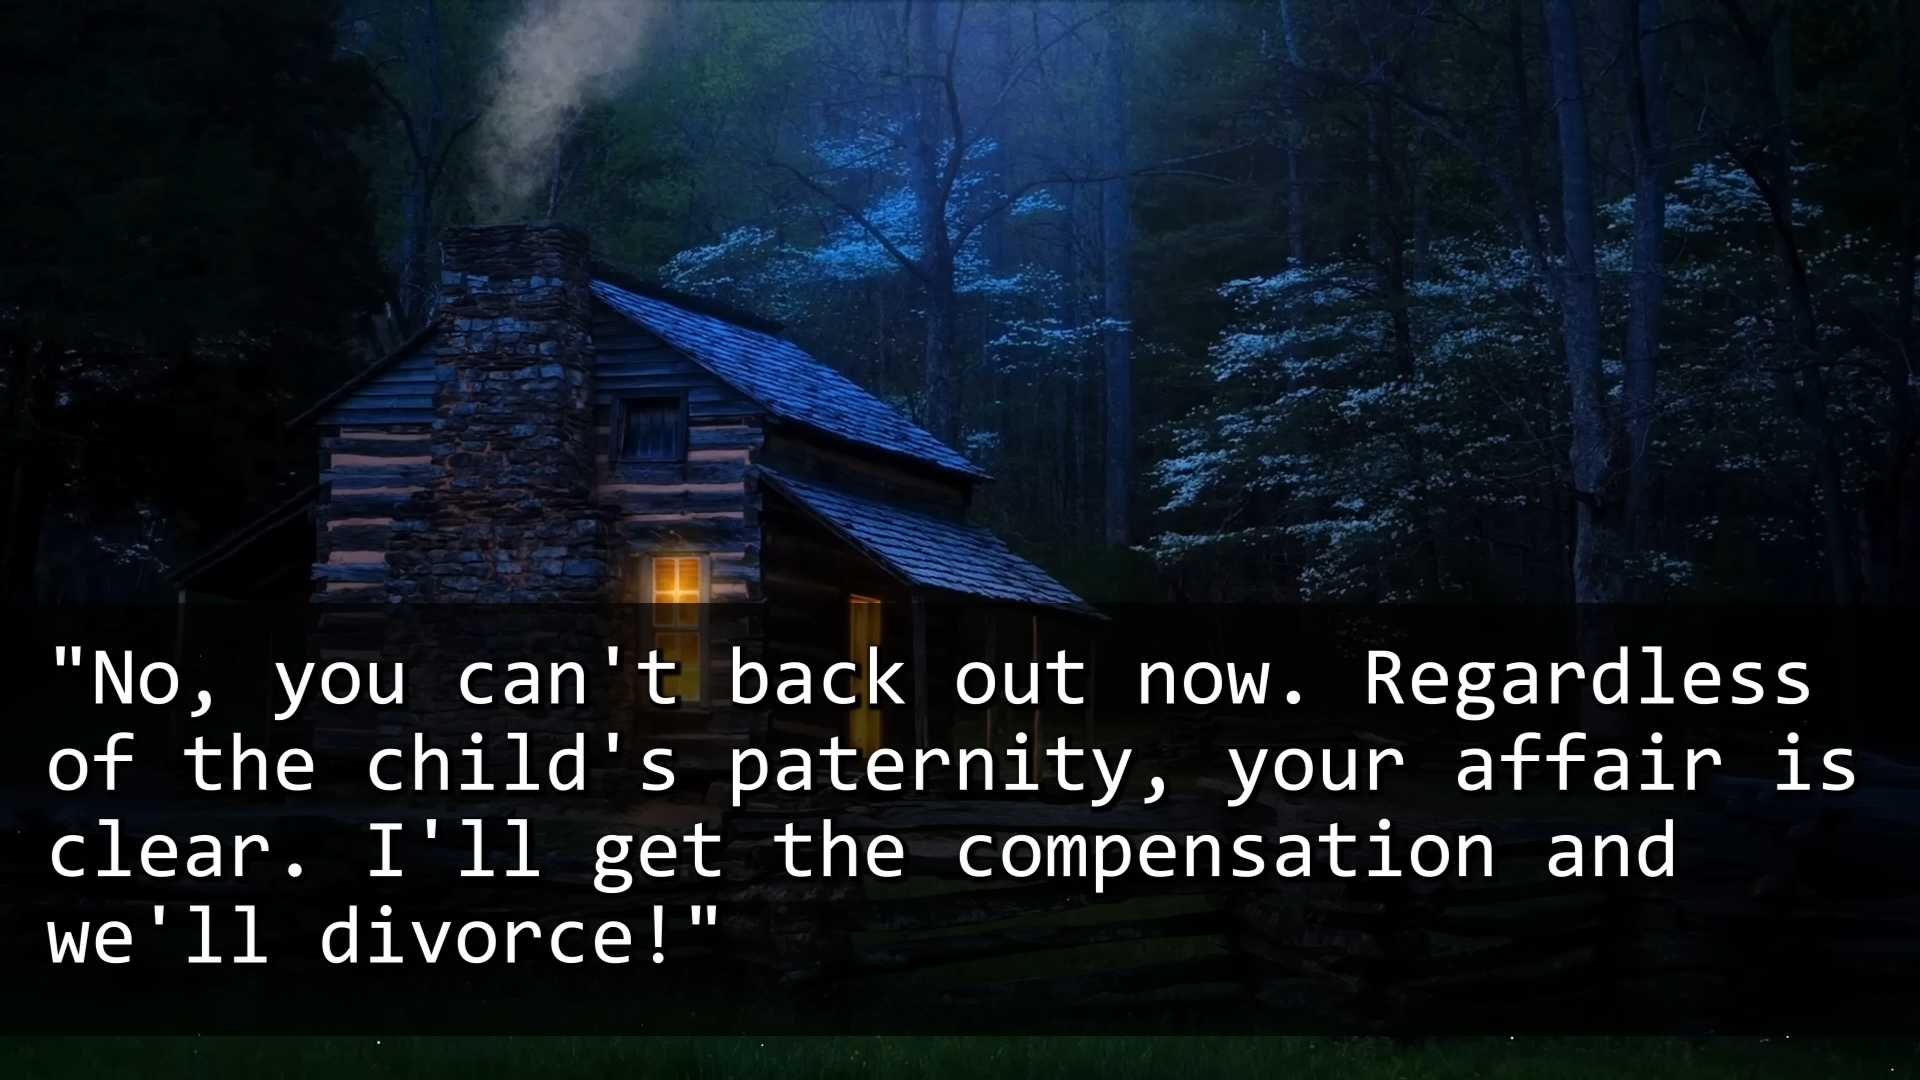 "No, you can't back out now. Regardless
of the child's paternity, your affair is
clear. I'll get the compensation and
we'll divorce!"